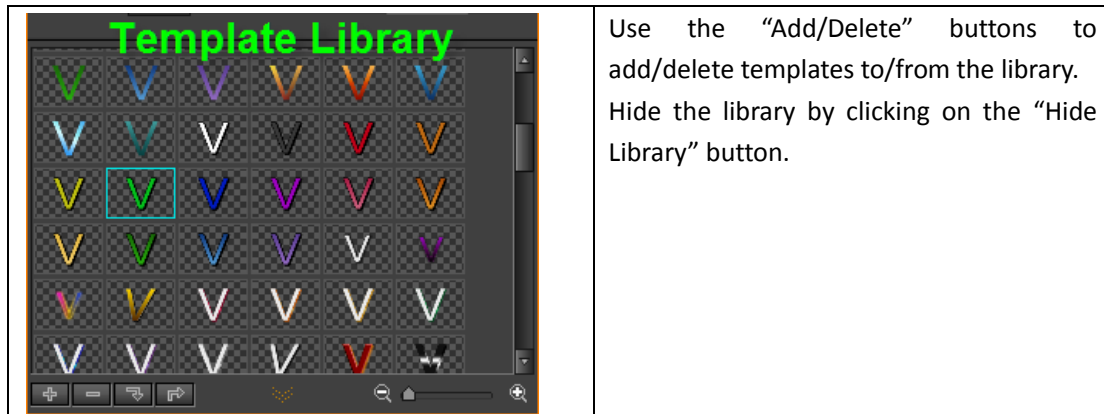 Template Library
Use the “Add/Delete” buttons to
add/delete templates to/from the library.
Hide the library by clicking on the “Hide
Library” button.